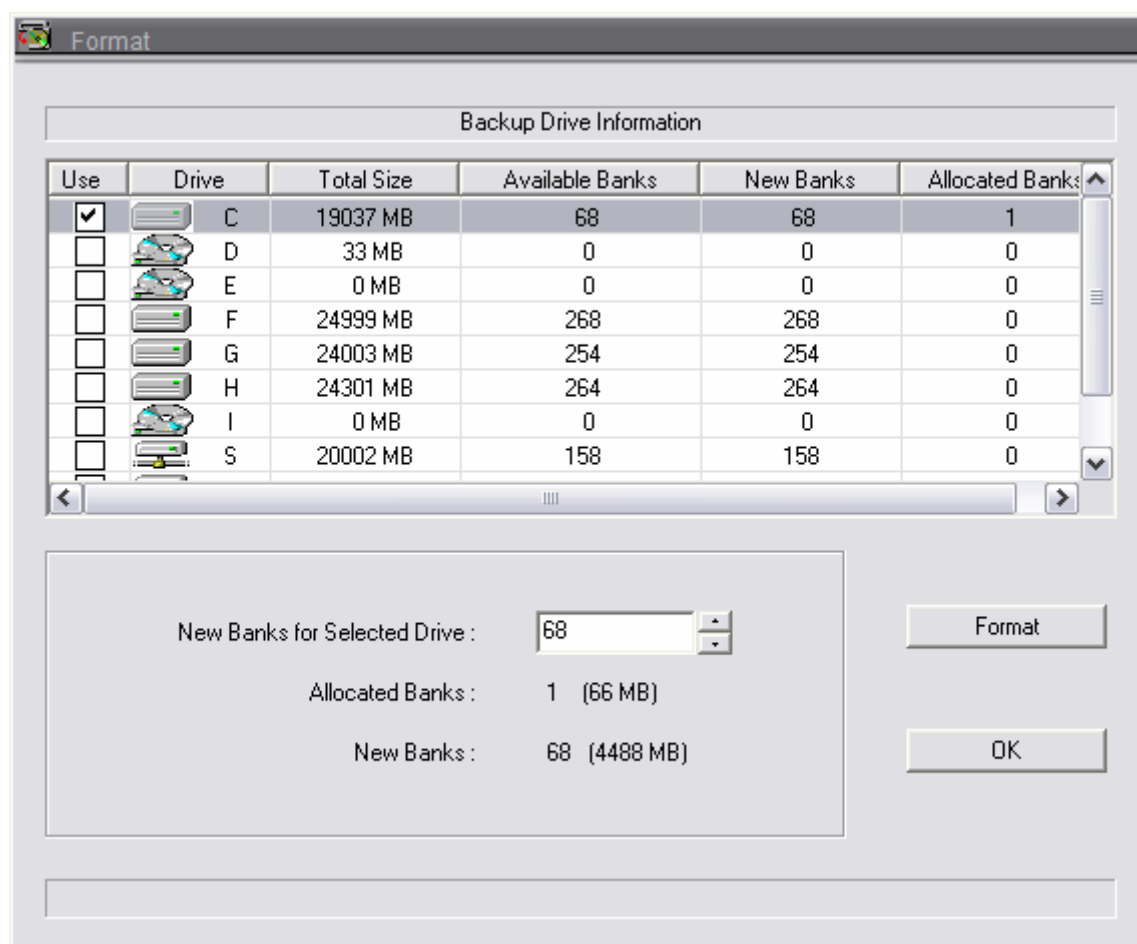 Format
Backup Drive Information
Use Drive Total Size Available Banks New Banks Allocated Banks
C 19037 MB 68 68 1
D 33 MB 0 0 0
E 0 MB 0 0 0
F 24999 MB 268 268 0
G 24003 MB 254 254 0
H 24301 MB 264 264 0
I 0 MB 0 0 0
S 20002 MB 158 158 0
New Banks for Selected Drive : 68
Format
Allocated Banks : 1 (66 MB)
New Banks : 68 (4488 MB)
OK